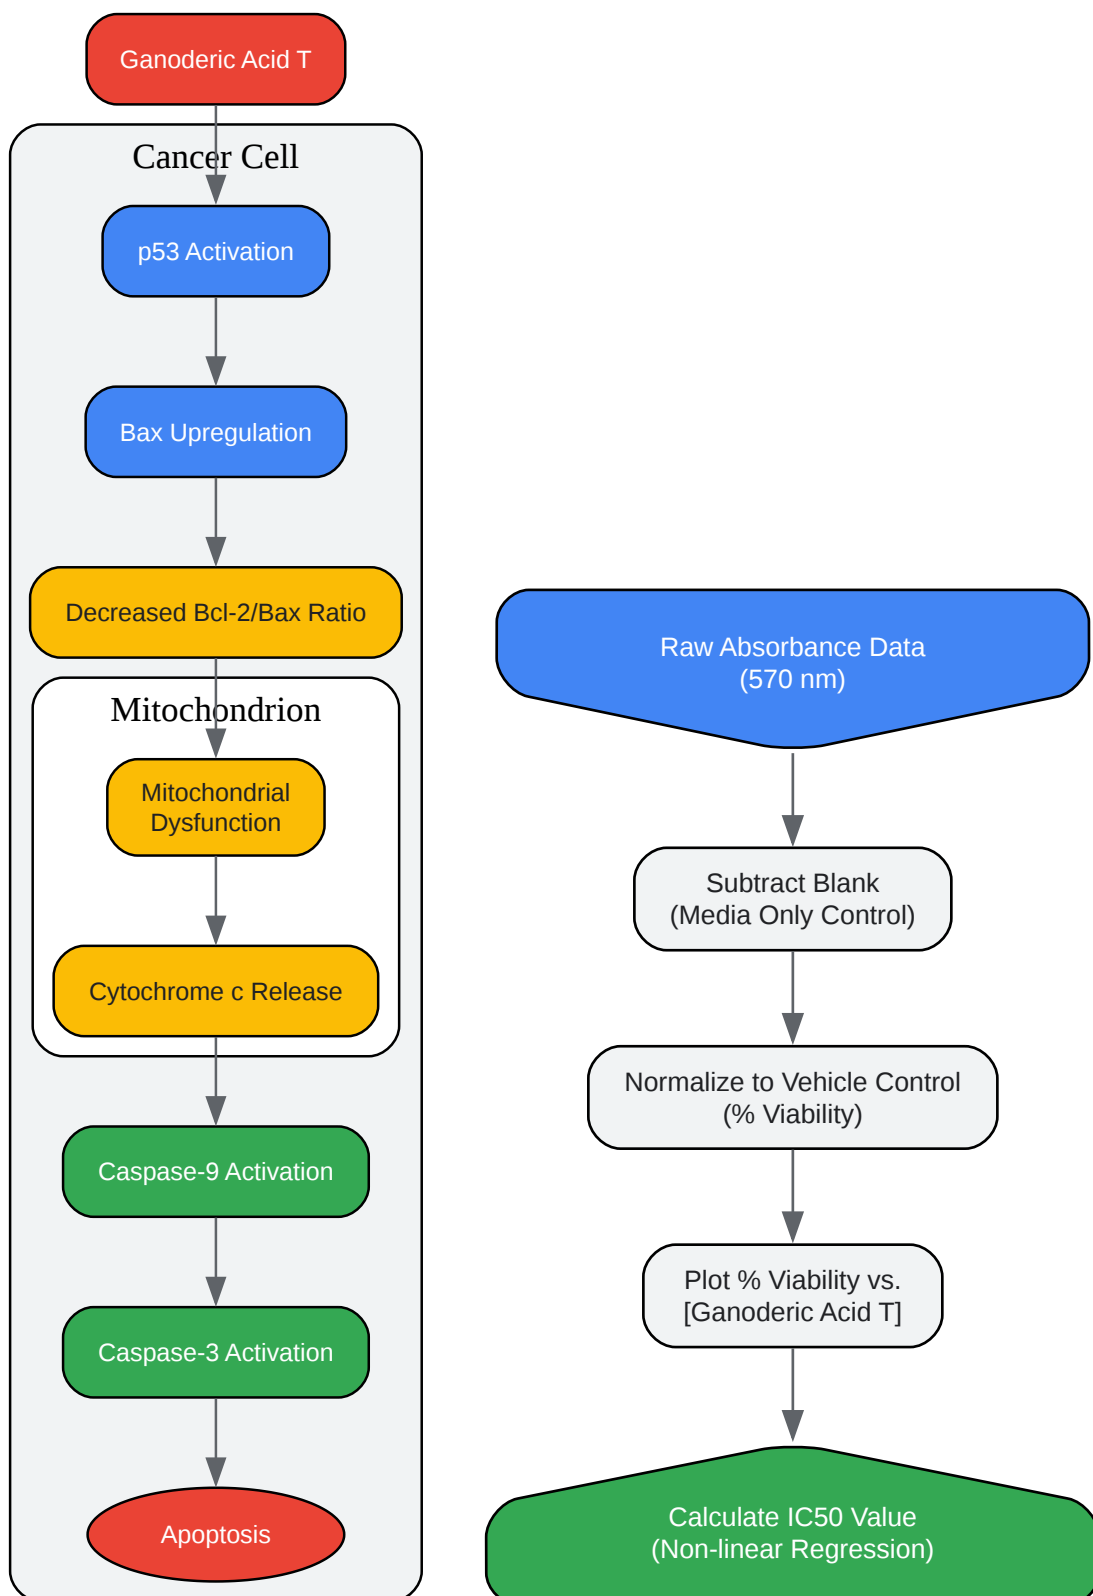 Ganoderic Acid T
Cancer Cell
p53 Activation
Bax Upregulation
Decreased Bcl-2/Bax Ratio
Mitochondrion
Mitochondrial
Dysfunction
Cytochrome c Release
Caspase-9 Activation
Caspase-3 Activation
Apoptosis
Raw Absorbance Data
(570 nm)
Subtract Blank
(Media Only Control)
Normalize to Vehicle Control
(% Viability)
Plot % Viability vs.
[Ganoderic Acid T]
Calculate IC50 Value
(Non-linear Regression)